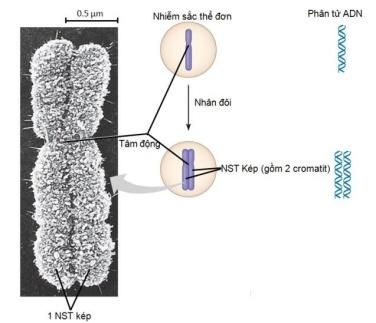 0.5 μm
Nhiễm sắc thể đơn
Phân tử ADN
Nhân đôi
Tâm động
NST Kép (gồm 2 cromatit)
1 NST kép